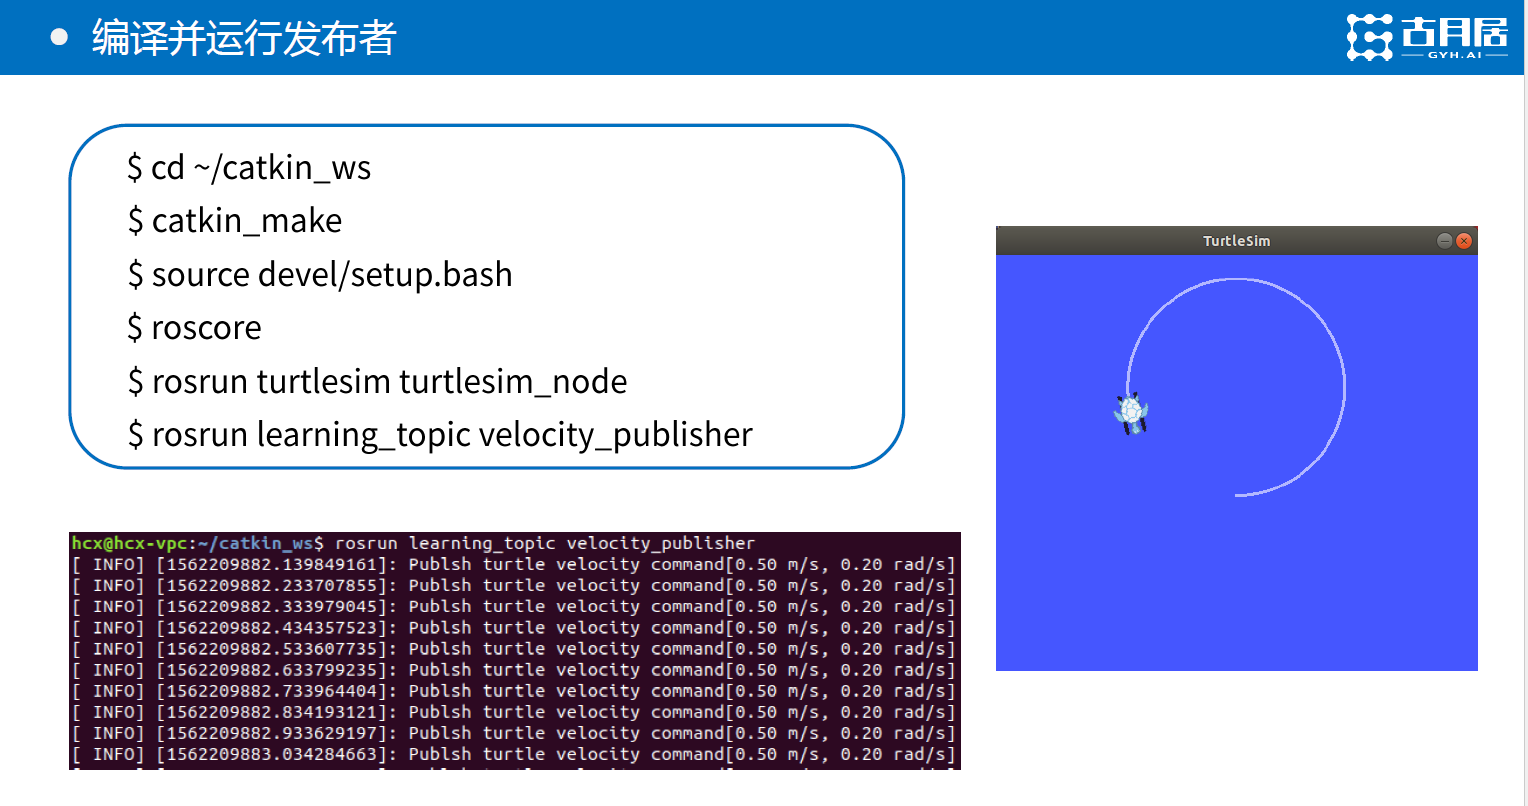 编译并运行发布者
古月居
GYH.AI
$ cd ~/catkin_ws
$ catkin_make
$ source devel/setup.bash
$ roscore
$ rosrun turtlesim turtlesim_node
$ rosrun learning_topic velocity_publisher
TurtleSim
hcx@hcx-vpc:~/catkin_ws$ rosrun learning_topic velocity_publisher
[ INFO] [1562209882.139849161]: Publsh turtle velocity command[0.50 m/s, 0.20 rad/s]
[ INFO] [1562209882.233707855]: Publsh turtle velocity command[0.50 m/s, 0.20 rad/s]
[ INFO] [1562209882.333979045]: Publsh turtle velocity command[0.50 m/s, 0.20 rad/s]
[ INFO] [1562209882.434357523]: Publsh turtle velocity command[0.50 m/s, 0.20 rad/s]
[ INFO] [1562209882.533607735]: Publsh turtle velocity command[0.50 m/s, 0.20 rad/s]
[ INFO] [1562209882.633799235]: Publsh turtle velocity command[0.50 m/s, 0.20 rad/s]
[ INFO] [1562209882.733964404]: Publsh turtle velocity command[0.50 m/s, 0.20 rad/s]
[ INFO] [1562209882.834193121]: Publsh turtle velocity command[0.50 m/s, 0.20 rad/s]
[ INFO] [1562209882.933629197]: Publsh turtle velocity command[0.50 m/s, 0.20 rad/s]
[ INFO] [1562209883.034284663]: Publsh turtle velocity command[0.50 m/s, 0.20 rad/s]